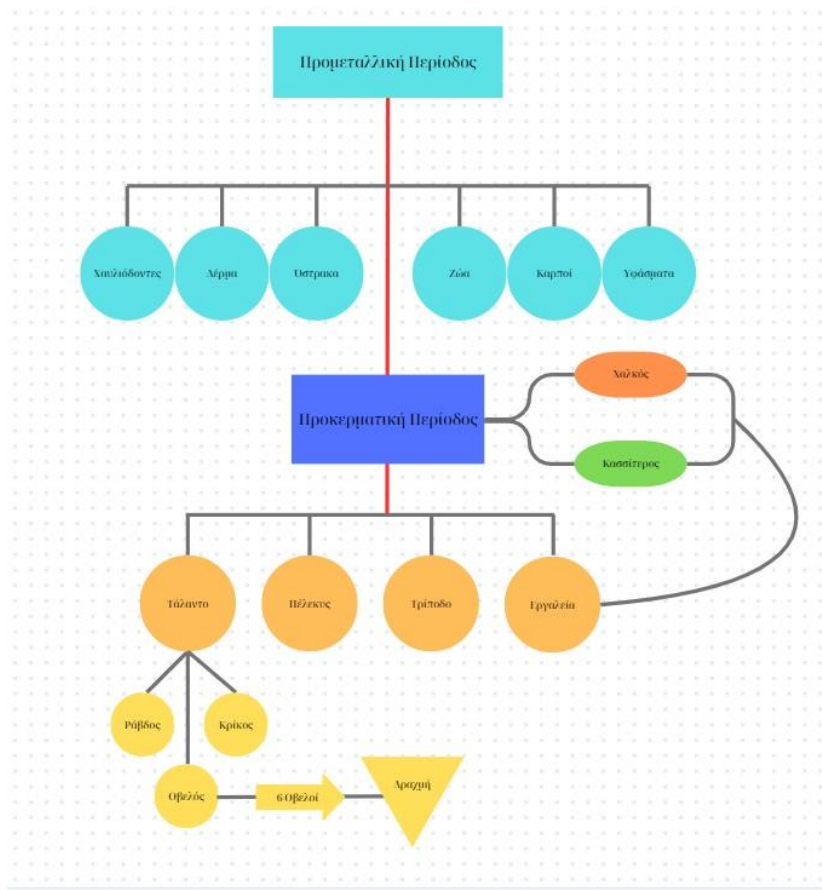 Προμεταλλική Περίοδος
Χαυλιόδοντες
Δέρμα
Όστρακα
Ζώα
Καρποί
Υφάσματα
Χαλκός
Προκερματική Περίοδος
Κασσίτερος
Τάλαντο
Πέλεκυς
Τρίποδο
Εργαλεία
Ράβδος
Κρίκος
Οβελός
6 Οβελοί
Δραχμή